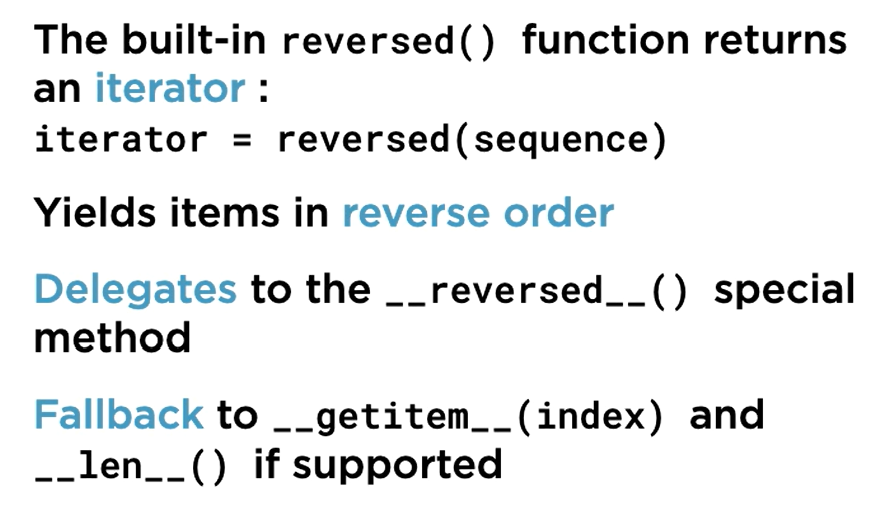 The built-in reversed() function returns
an iterator :
iterator = reversed(sequence)
Yields items in reverse order
Delegates to the __reversed__() special
method
Fallback to __getitem__(index) and
__len__() if supported